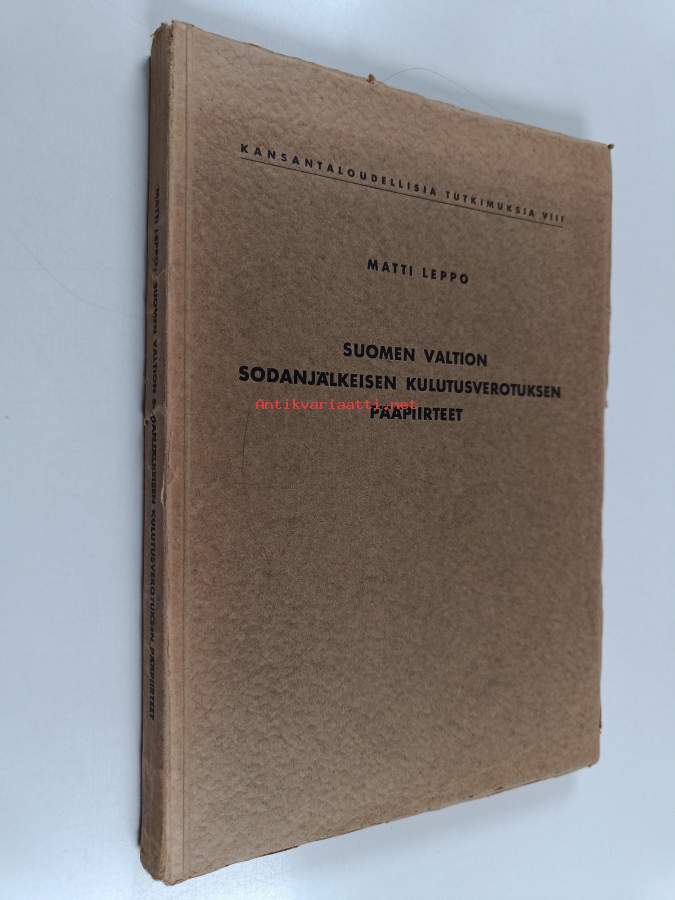 KANSANTALOUDELLISIA TUTKIMUKSIA VIII
MATTI LEPPO
SUOMEN VALTION
SODANJÄLKEISEN KULUTUSVEROTUKSEN
PÄÄPIIRTEET
Antikvariaatti.net
MATTI LEPPO: SUOMEN VALTION SODANJÄLKEISEN KULUTUSVEROTUKSEN PÄÄPIIRTEET